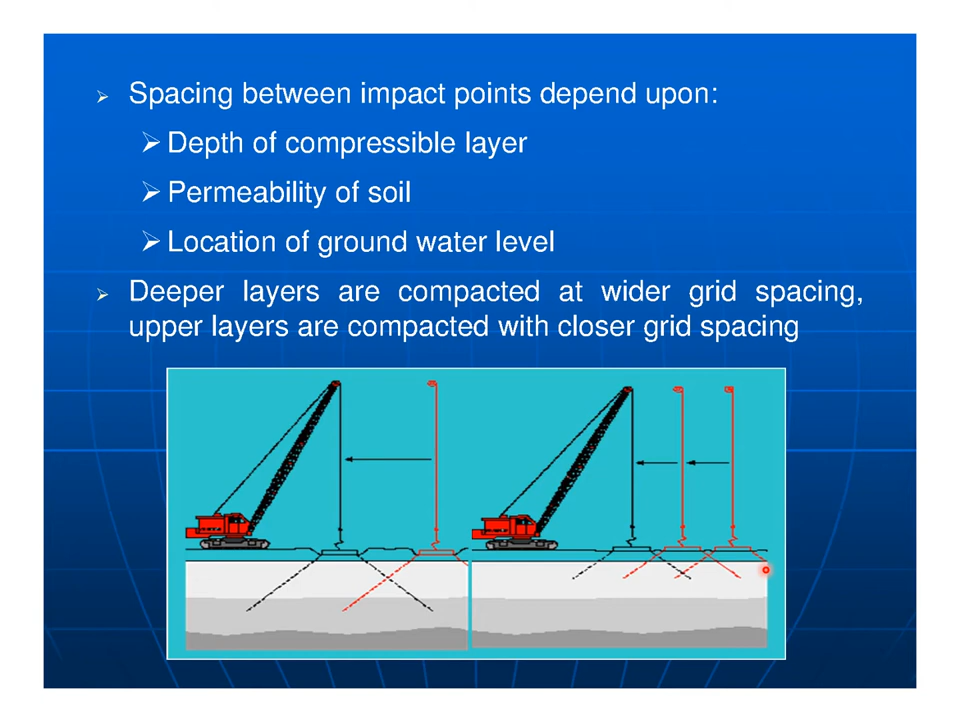 Spacing between impact points depend upon:
Depth of compressible layer
Permeability of soil
Location of ground water level
Deeper layers are compacted at wider grid spacing,
upper layers are compacted with closer grid spacing